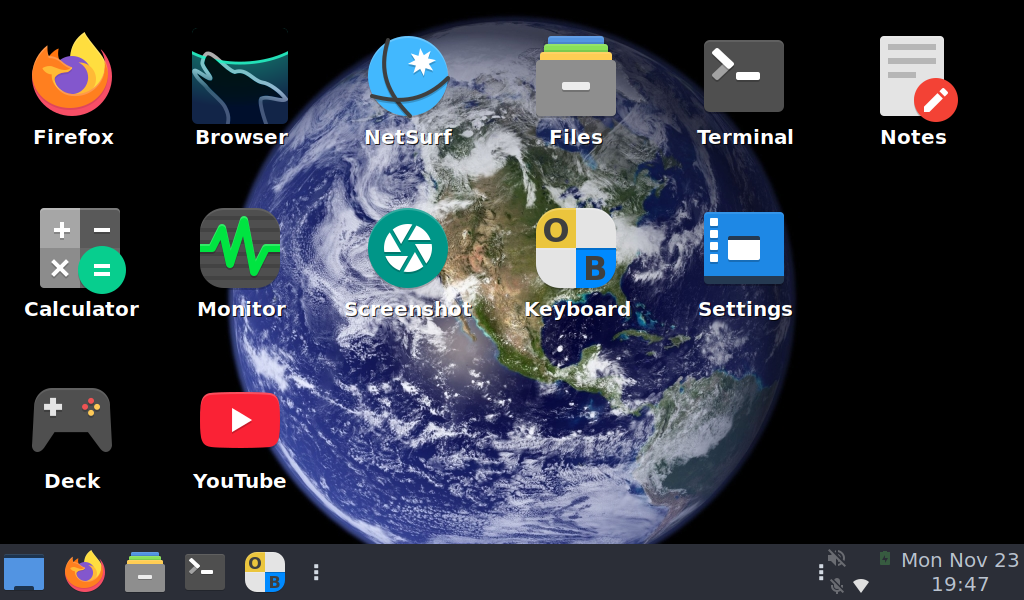 Firefox
Browser
NetSurf
Files
Terminal
Notes
Calculator
Monitor
Screenshot
O
B
Keyboard
Settings
Deck
YouTube
O
B
Mon Nov 23
19:47